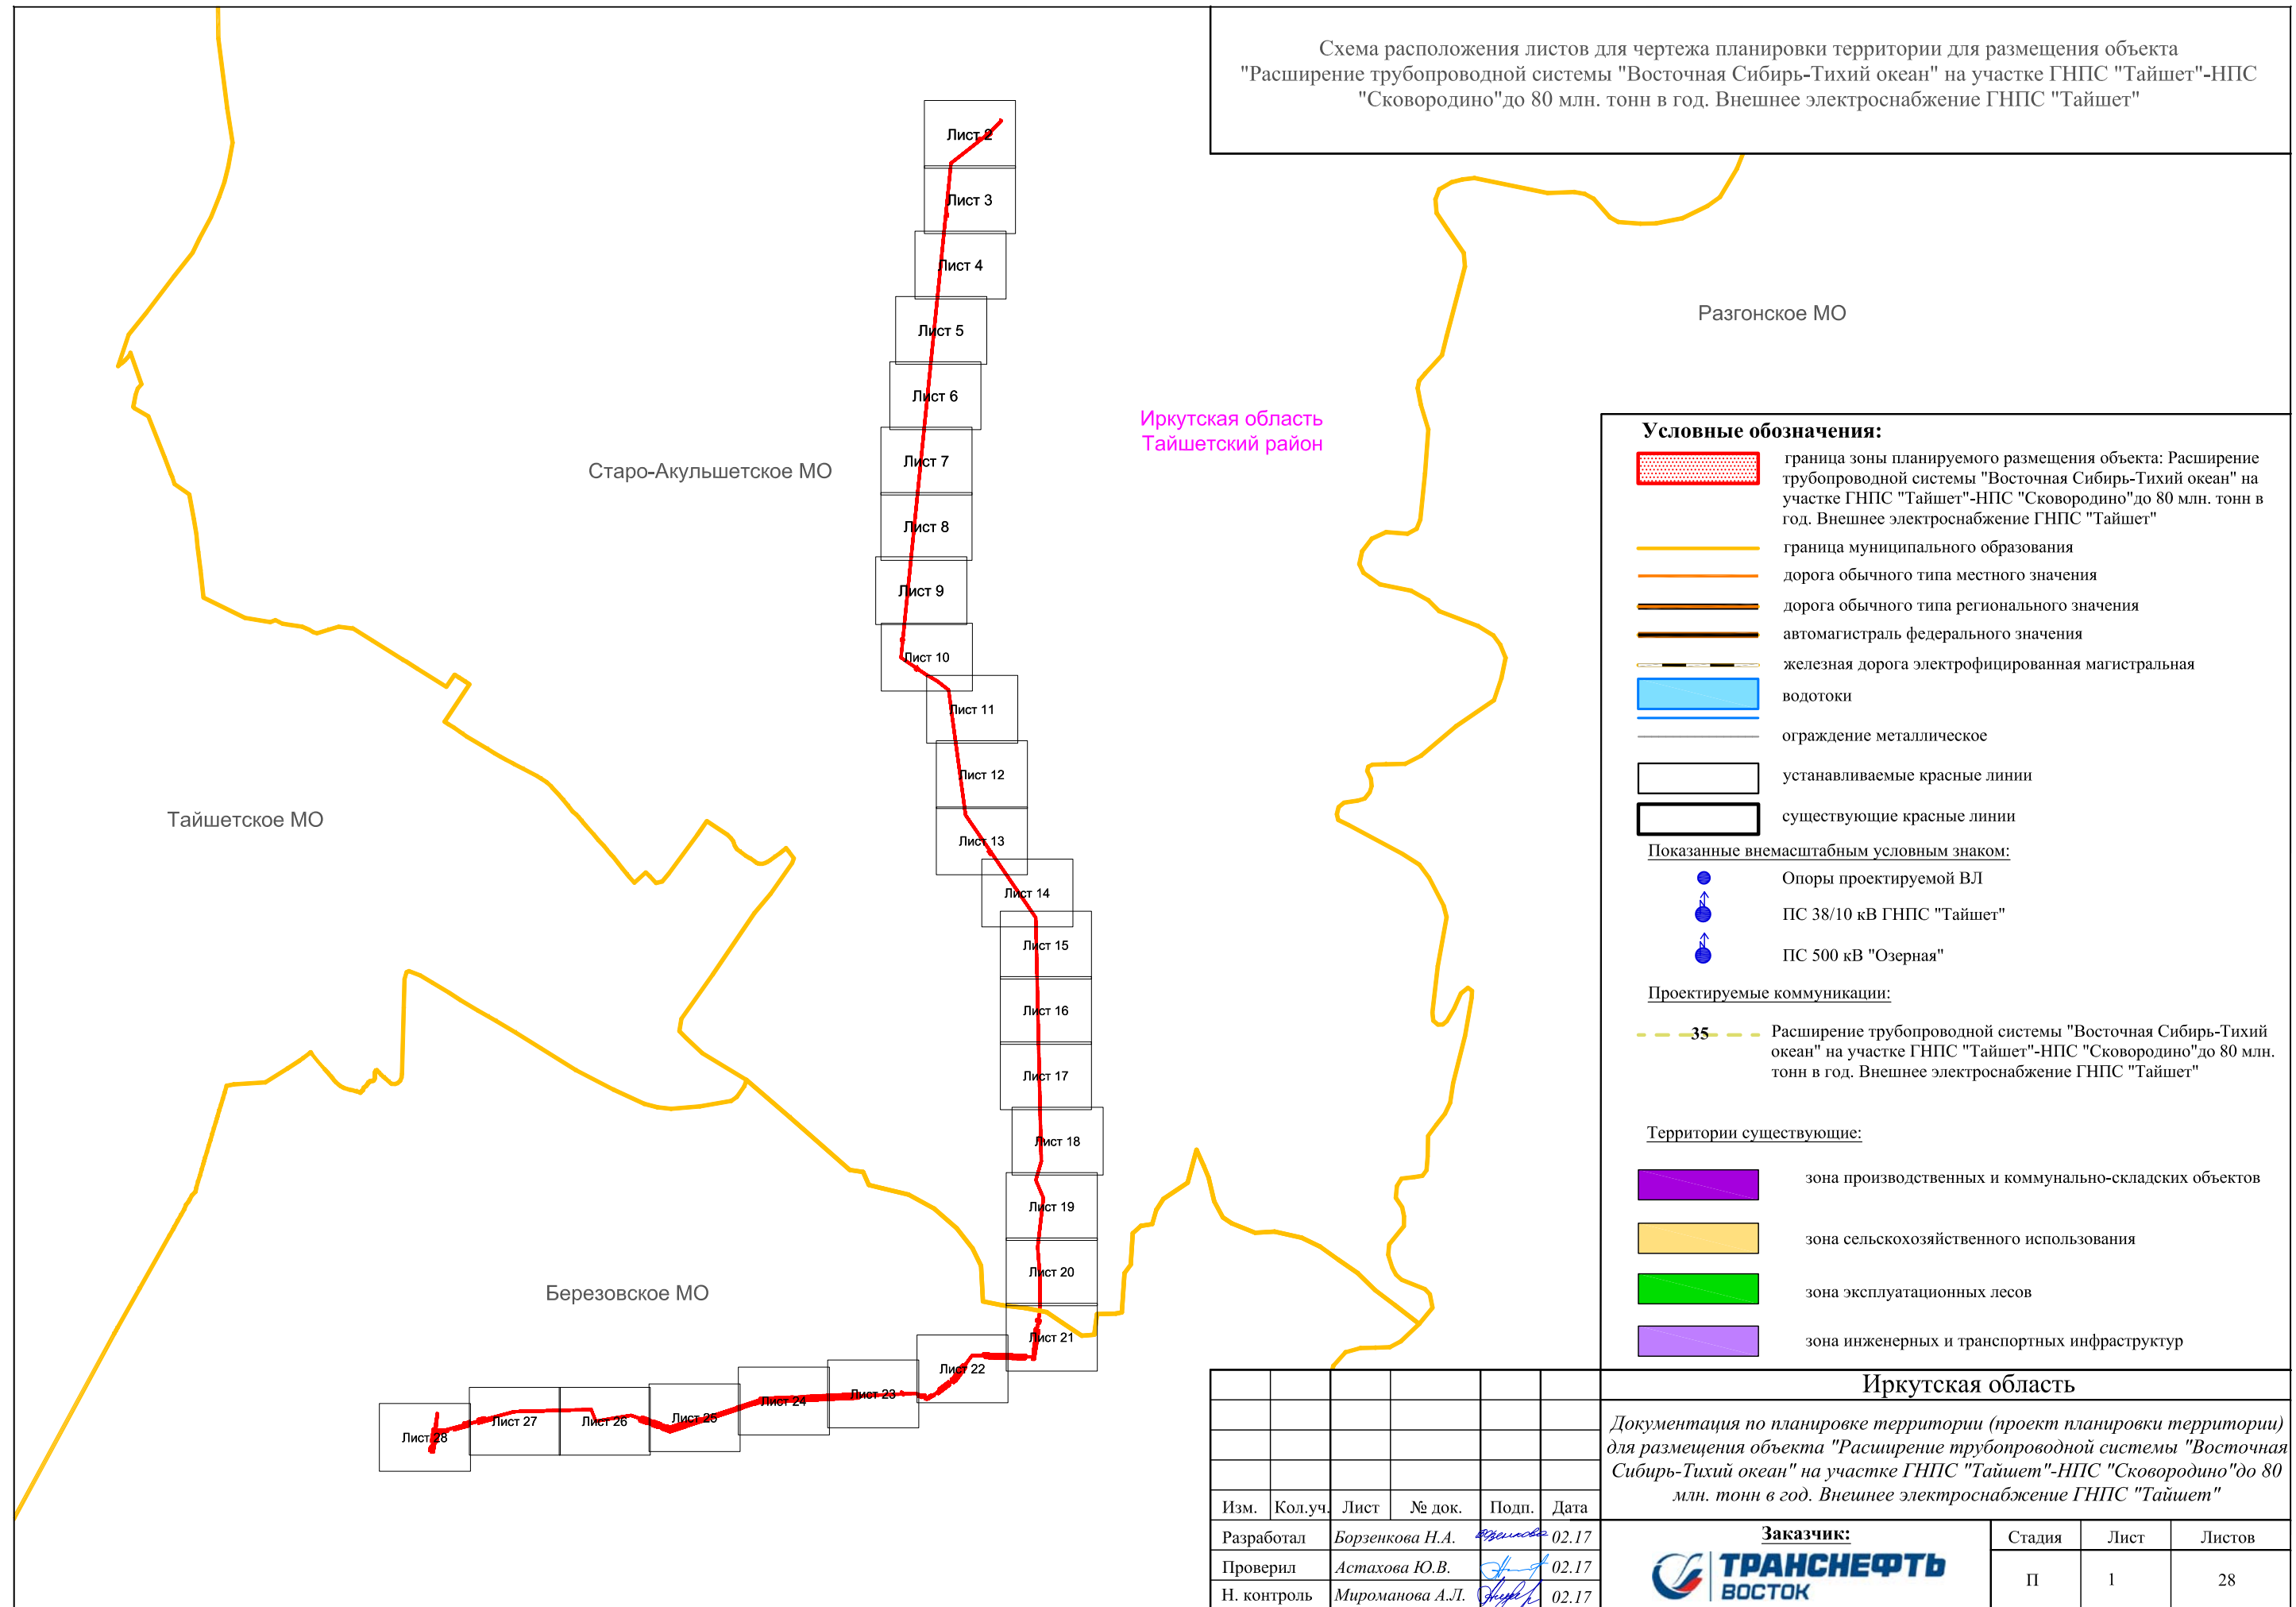 Схема расположения листов для чертежа планировки территории для размещения объекта
"Расширение трубопроводной системы "Восточная Сибирь-Тихий океан" на участке ГНПС "Тайшет"-НПС
"Сковородино"до 80 млн. тонн в год. Внешнее электроснабжение ГНПС "Тайшет"
Лист 2
Лист 3
Лист 4
Лист 5
Лист 6
Лист 7
Лист 8
Лист 9
Лист 10
Лист 11
Лист 12
Лист 13
Лист 14
Лист 15
Лист 16
Лист 17
Лист 18
Лист 19
Лист 20
Лист 21
Лист 22
Лист 23
Лист 24
Лист 25
Лист 26
Лист 27
Лист 28
Разгонское МО
Иркутская область
Тайшетский район
Старо-Акульшетское МО
Тайшетское МО
Березовское МО
Условные обозначения:
граница зоны планируемого размещения объекта: Расширение
трубопроводной системы "Восточная Сибирь-Тихий океан" на
участке ГНПС "Тайшет"-НПС "Сковородино"до 80 млн. тонн в
год. Внешнее электроснабжение ГНПС "Тайшет"
граница муниципального образования
дорога обычного типа местного значения
дорога обычного типа регионального значения
автомагистраль федерального значения
железная дорога электрофицированная магистральная
водотоки
ограждение металлическое
устанавливаемые красные линии
существующие красные линии
Показанные внемасштабным условным знаком:
Опоры проектируемой ВЛ
ПС 38/10 кВ ГНПС "Тайшет"
ПС 500 кВ "Озерная"
Проектируемые коммуникации:
35
Расширение трубопроводной системы "Восточная Сибирь-Тихий
океан" на участке ГНПС "Тайшет"-НПС "Сковородино"до 80 млн.
тонн в год. Внешнее электроснабжение ГНПС "Тайшет"
Территории существующие:
зона производственных и коммунально-складских объектов
зона сельскохозяйственного использования
зона эксплуатационных лесов
зона инженерных и транспортных инфраструктур
Иркутская область
Документация по планировке территории (проект планировки территории)
для размещения объекта "Расширение трубопроводной системы "Восточная
Сибирь-Тихий океан" на участке ГНПС "Тайшет"-НПС "Сковородино"до 80
млн. тонн в год. Внешнее электроснабжение ГНПС "Тайшет"
Изм. Кол.уч. Лист № док. Подп. Дата
Разработал Борзенкова Н.А. 02.17
Проверил Астахова Ю.В. 02.17
Н. контроль Мироманова А.Л. 02.17
Заказчик:
ТРАНСНЕФТЬ
ВОСТОК
Стадия Лист Листов
П 1 28